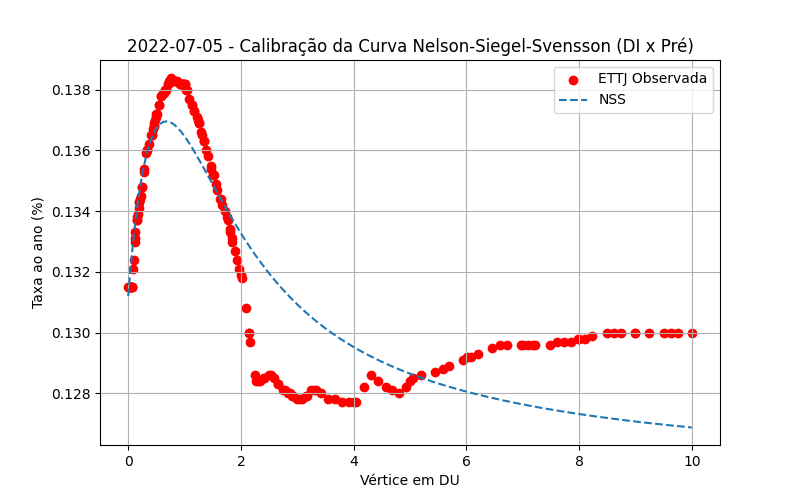 2022-07-05 - Calibração da Curva Nelson-Siegel-Svensson (DI x Pré)
ETTJ Observada
NSS
Taxa ao ano (%)
0.138
0.136
0.134
0.132
0.130
0.128
0 2 4 6 8 10
Vértice em DU